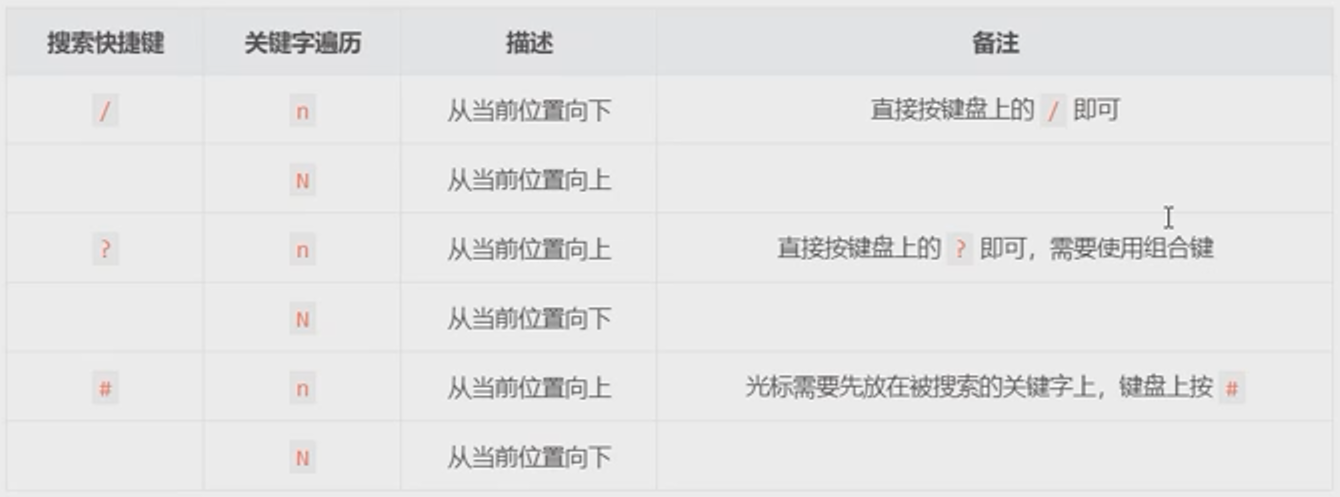 搜索快捷键 关键字遍历 描述 备注
/ n 从当前位置向下 直接按键盘上的 / 即可
N 从当前位置向上
? n 从当前位置向上 直接按键盘上的 ? 即可，需要使用组合键
N 从当前位置向下
# n 从当前位置向上 光标需要先放在被搜索的关键字上，键盘上按 #
N 从当前位置向下